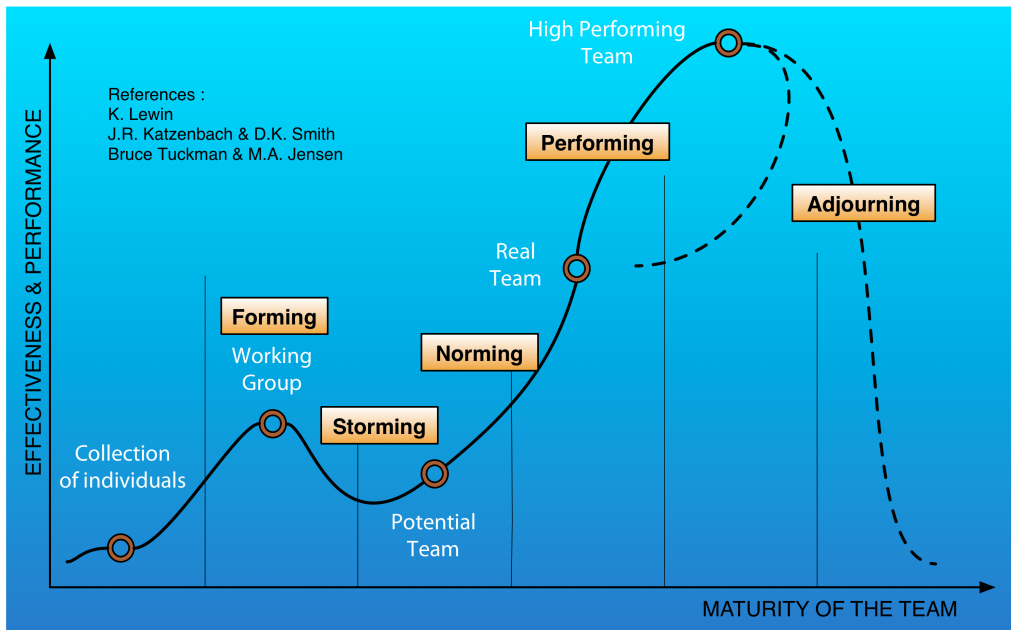 High Performing
Team
References :
K. Lewin
J.R. Katzenbach & D.K. Smith
Bruce Tuckman & M.A. Jensen
EFFECTIVENESS & PERFORMANCE
Performing
Adjourning
Real
Team
Forming
Working
Group
Norming
Storming
Collection
of individuals
Potential
Team
MATURITY OF THE TEAM